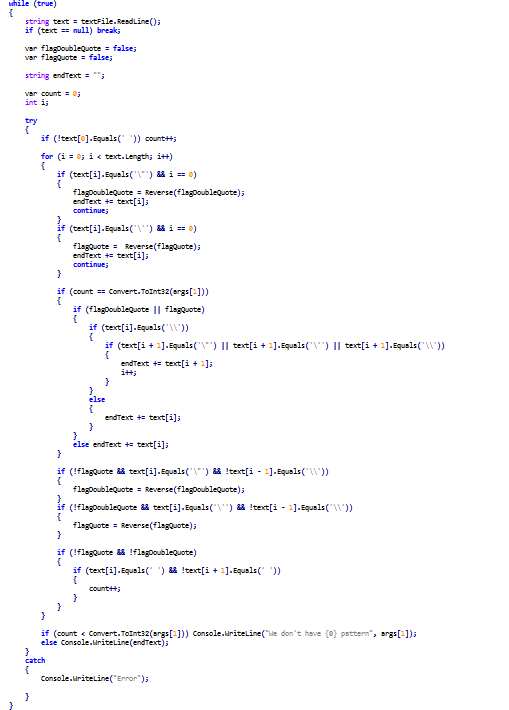 while (true)
{
string text = textFile.ReadLine();
if (text == null) break;
var flagDoubleQuote = false;
var flagQuote = false;
string endText = "";
var count = 0;
int i;
try
{
if (!text[0].Equals(' ')) count++;
for (i = 0; i < text.Length; i++)
{
if (text[i].Equals('\"') && i == 0)
{
flagDoubleQuote = Reverse(flagDoubleQuote);
endText += text[i];
continue;
}
if (text[i].Equals('\'') && i == 0)
{
flagQuote =  Reverse(flagQuote);
endText += text[i];
continue;
}
if (count == Convert.ToInt32(args[1]))
{
if (flagDoubleQuote || flagQuote)
{
if (text[i].Equals('\\'))
{
if (text[i + 1].Equals('\"') || text[i + 1].Equals('\'') || text[i + 1].Equals('\\'))
{
endText += text[i + 1];
i++;
}
}
else
{
endText += text[i];
}
}
else endText += text[i];
}
if (!flagQuote && text[i].Equals('\"') && !text[i - 1].Equals('\\'))
{
flagDoubleQuote = Reverse(flagDoubleQuote);
}
if (!flagDoubleQuote && text[i].Equals('\'') && !text[i - 1].Equals('\\'))
{
flagQuote = Reverse(flagQuote);
}
if (!flagQuote && !flagDoubleQuote)
{
if (text[i].Equals(' ') && !text[i + 1].Equals(' '))
{
count++;
}
}
}
if (count < Convert.ToInt32(args[1])) Console.WriteLine("We don't have {0} pattern", args[1]);
else Console.WriteLine(endText);
}
catch
{
Console.WriteLine("Error");
}
}